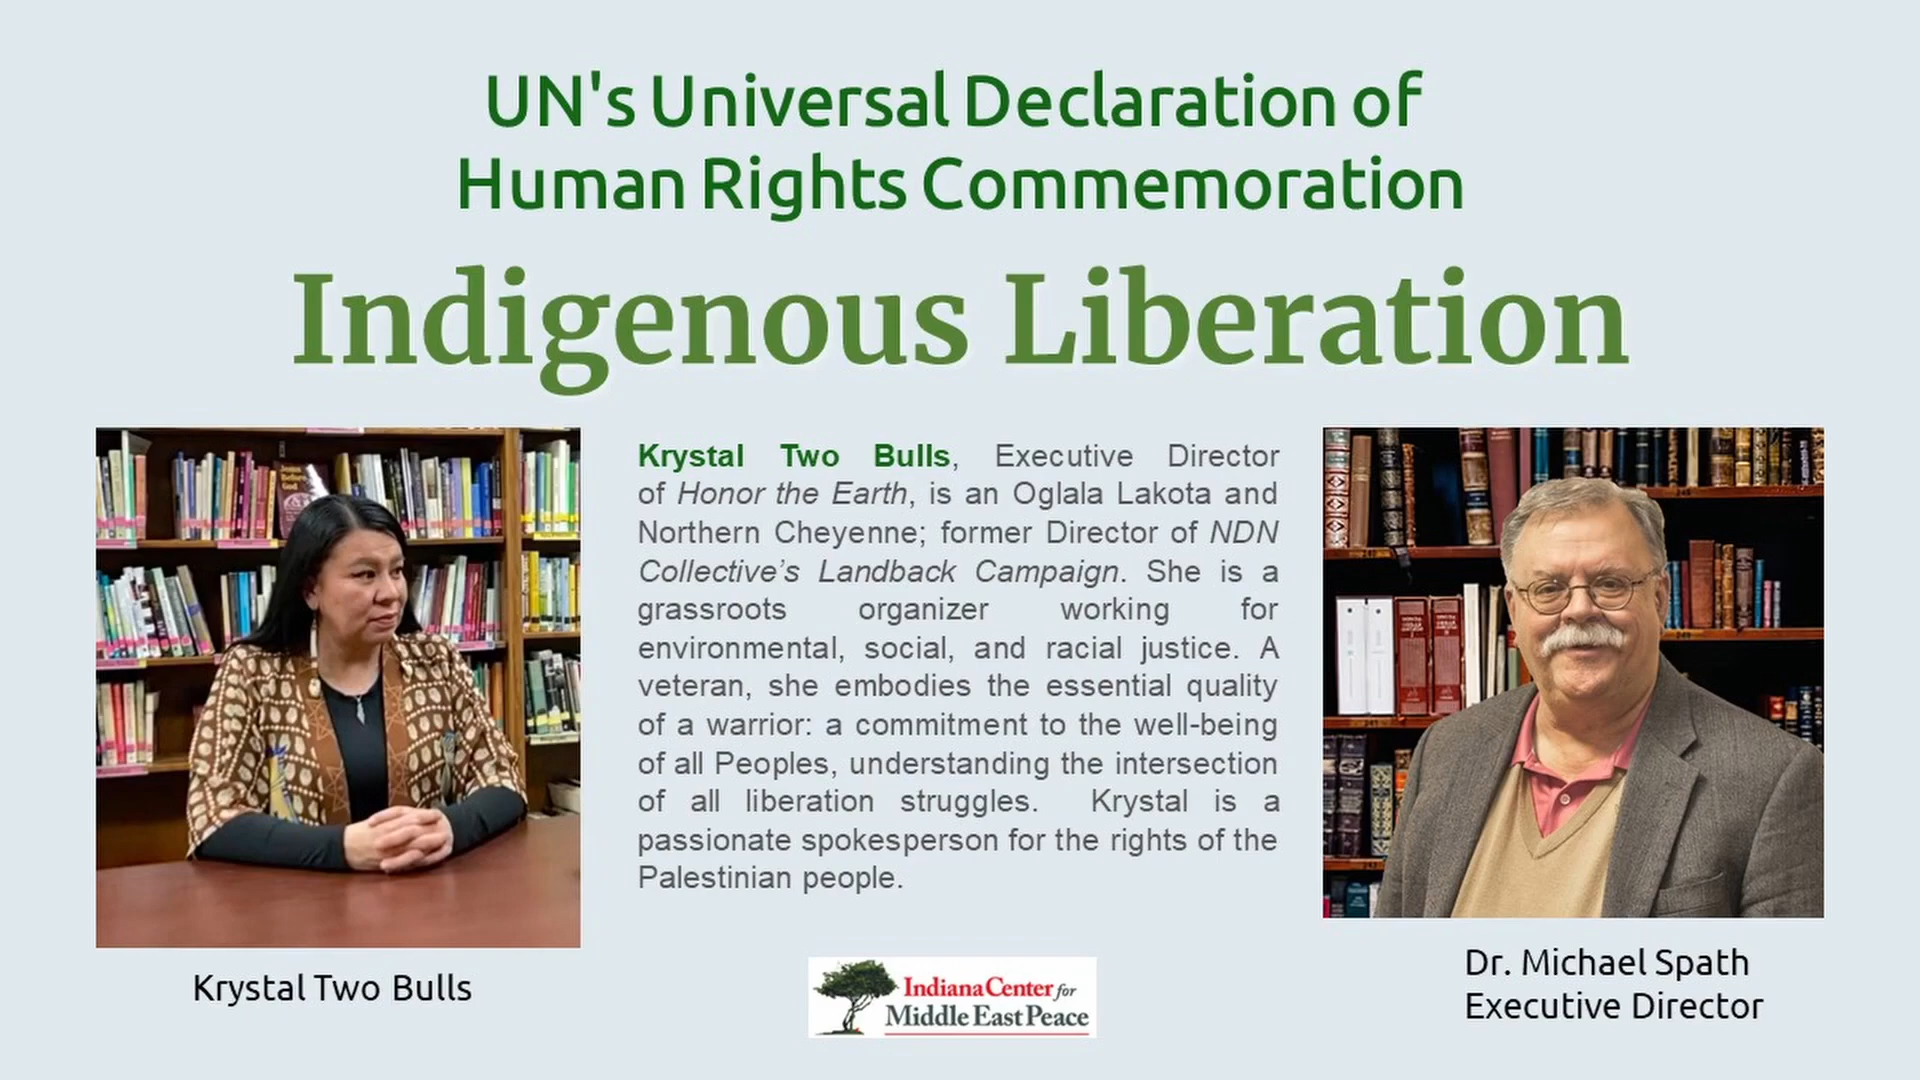 UN's Universal Declaration of
Human Rights Commemoration
Indigenous Liberation
Krystal Two Bulls, Executive Director
of Honor the Earth, is an Oglala Lakota and
Northern Cheyenne; former Director of NDN
Collective’s Landback Campaign. She is a
grassroots organizer working for
environmental, social, and racial justice. A
veteran, she embodies the essential quality
of a warrior: a commitment to the well-being
of all Peoples, understanding the intersection
of all liberation struggles. Krystal is a
passionate spokesperson for the rights of the
Palestinian people.
Krystal Two Bulls
Indiana Center for
Middle East Peace
Dr. Michael Spath
Executive Director